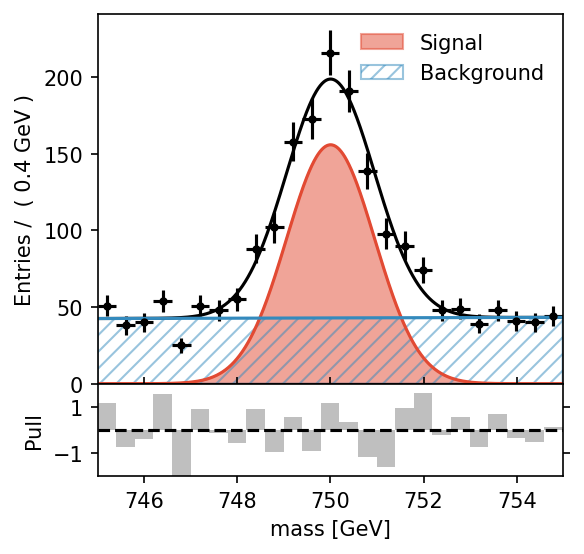 Signal
Background
200
150
100
50
0
Entries / ( 0.4 GeV )
1
−1
Pull
746
748
750
752
754
mass [GeV]